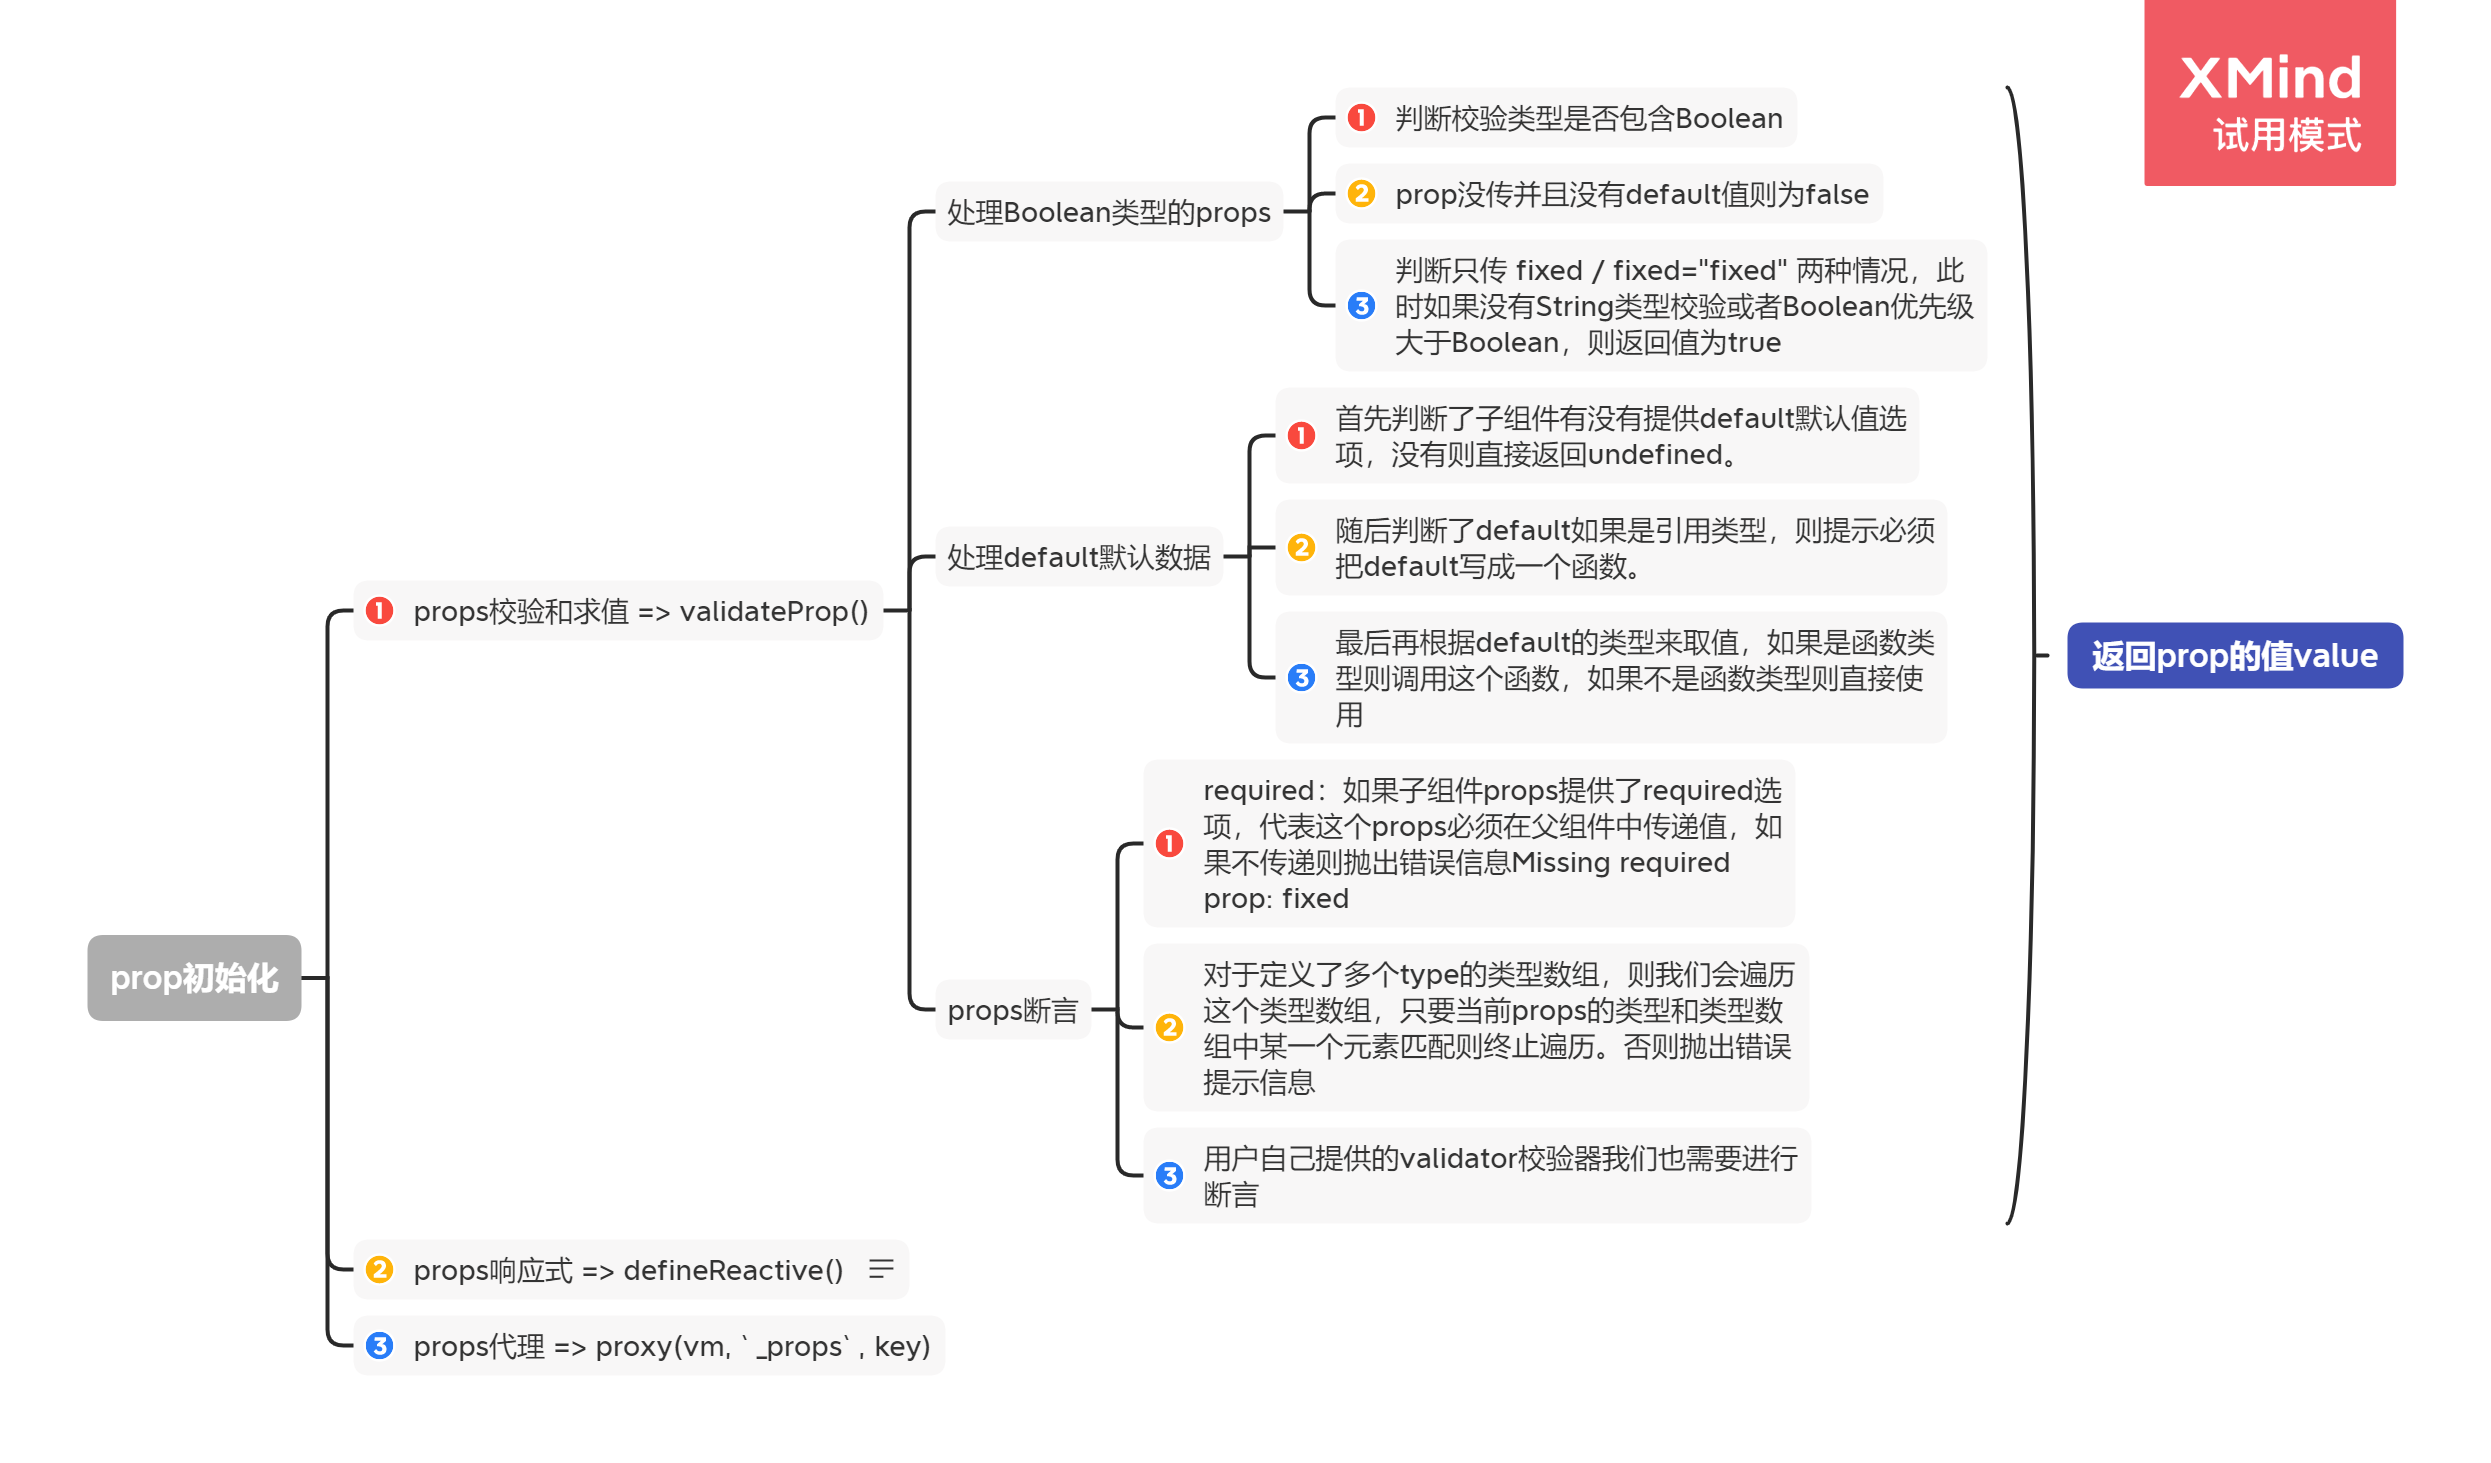 XMind
试用模式
prop初始化
1 props校验和求值 => validateProp()
处理Boolean类型的props
1 判断校验类型是否包含Boolean
2 prop没传并且没有default值则为false
3 判断只传 fixed / fixed="fixed" 两种情况，此
时如果没有String类型校验或者Boolean优先级
大于Boolean，则返回值为true
处理default默认数据
1 首先判断了子组件有没有提供default默认值选
项，没有则直接返回undefined。
2 随后判断了default如果是引用类型，则提示必须
把default写成一个函数。
3 最后再根据default的类型来取值，如果是函数类
型则调用这个函数，如果不是函数类型则直接使
用
props断言
1 required：如果子组件props提供了required选
项，代表这个props必须在父组件中传递值，如
果不传递则抛出错误信息Missing required
prop: fixed
2 对于定义了多个type的类型数组，则我们会遍历
这个类型数组，只要当前props的类型和类型数
组中某一个元素匹配则终止遍历。否则抛出错误
提示信息
3 用户自己提供的validator校验器我们也需要进行
断言
返回prop的值value
2 props响应式 => defineReactive()
3 props代理 => proxy(vm, `_props`, key)